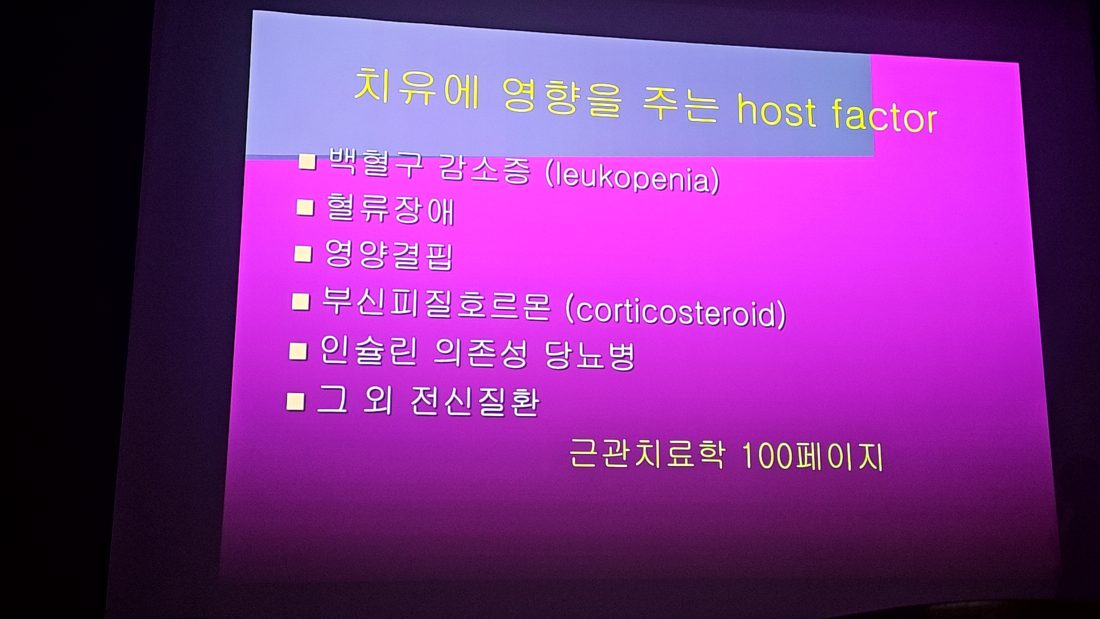 치유에 영향을 주는 host factor
■ 백혈구 감소증 (leukopenia)
■ 혈류장애
■ 영양결핍
■ 부신피질호르몬 (corticosteroid)
■ 인슐린 의존성 당뇨병
■ 그 외 전신질환
근관치료학 100페이지